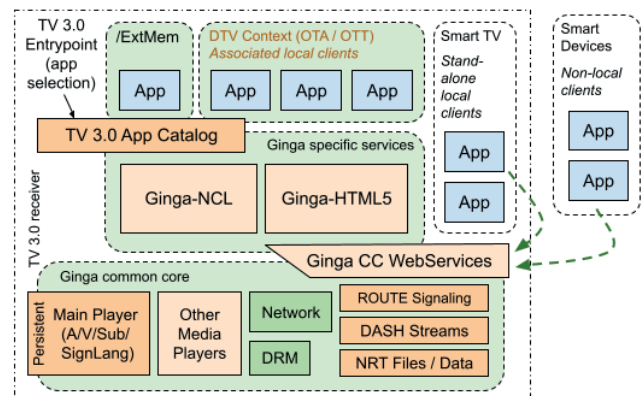 TV 3.0
Entrypoint
(app
selection)
/ExtMem
App
DTV Context (OTA / OTT)
Associated local clients
App
App
App
Smart TV
Stand-
alone
local
clients
App
App
Smart
Devices
Non-local
clients
App
App
TV 3.0 App Catalog
Ginga specific services
Ginga-NCL
Ginga-HTML5
TV 3.0 receiver
Ginga CC WebServices
Ginga common core
Persistent
Main Player
(A/V/Sub/
SignLang)
Other
Media
Players
Network
DRM
ROUTE Signaling
DASH Streams
NRT Files / Data